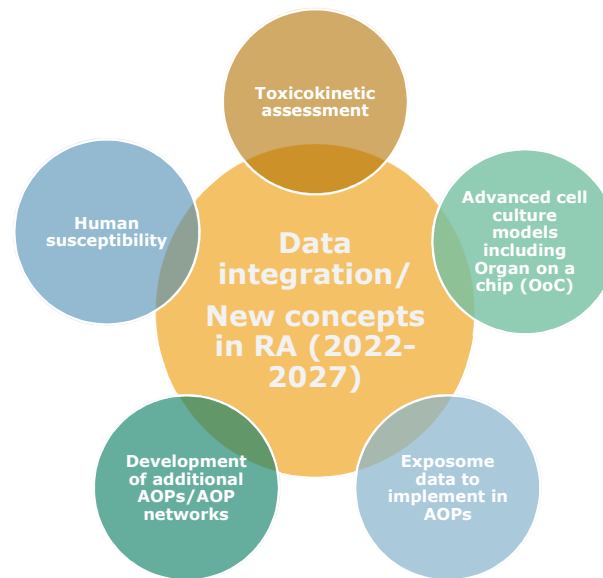 Toxicokinetic
assessment
Human
susceptibility
Data
integration/
New concepts
in RA (2022–
2027)
Advanced cell
culture
models
including
Organ on a
chip (OoC)
Development
of additional
AOPs/AOP
networks
Exposome
data to
implement in
AOPs